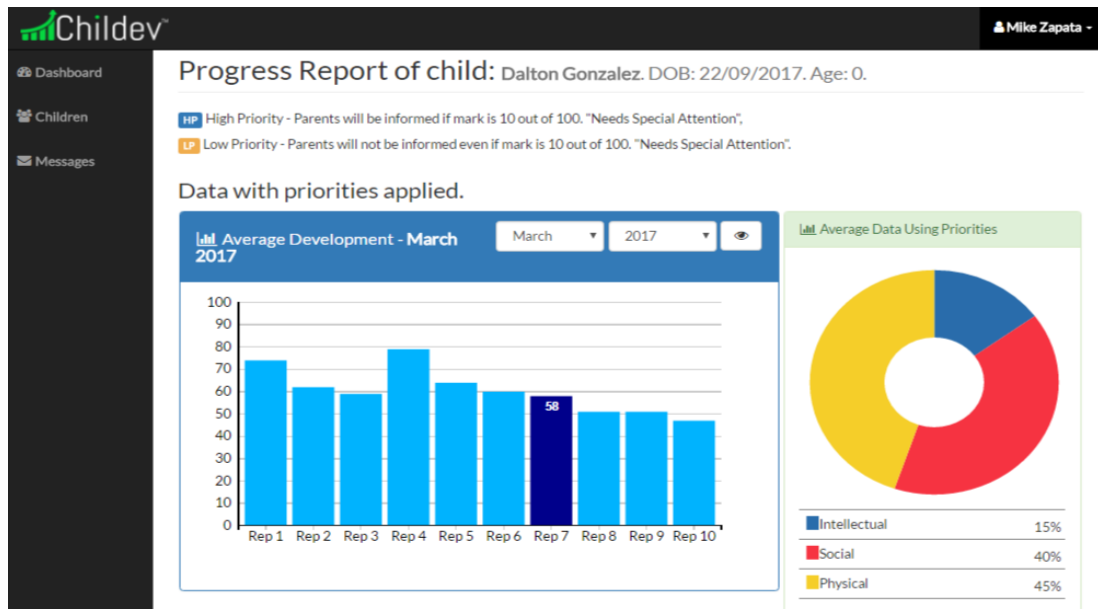 Childev™
Mike Zapata
Dashboard
Children
Messages
Progress Report of child: Dalton Gonzalez. DOB: 22/09/2017. Age: 0.
HP High Priority - Parents will be informed if mark is 10 out of 100. "Needs Special Attention",
LP Low Priority - Parents will not be informed even if mark is 10 out of 100. "Needs Special Attention".
Data with priorities applied.
Average Development - March
2017
March
2017
100
90
80
70
60
50
40
30
20
10
0
58
Rep 1 Rep 2 Rep 3 Rep 4 Rep 5 Rep 6 Rep 7 Rep 8 Rep 9 Rep 10
Average Data Using Priorities
Intellectual 15%
Social 40%
Physical 45%